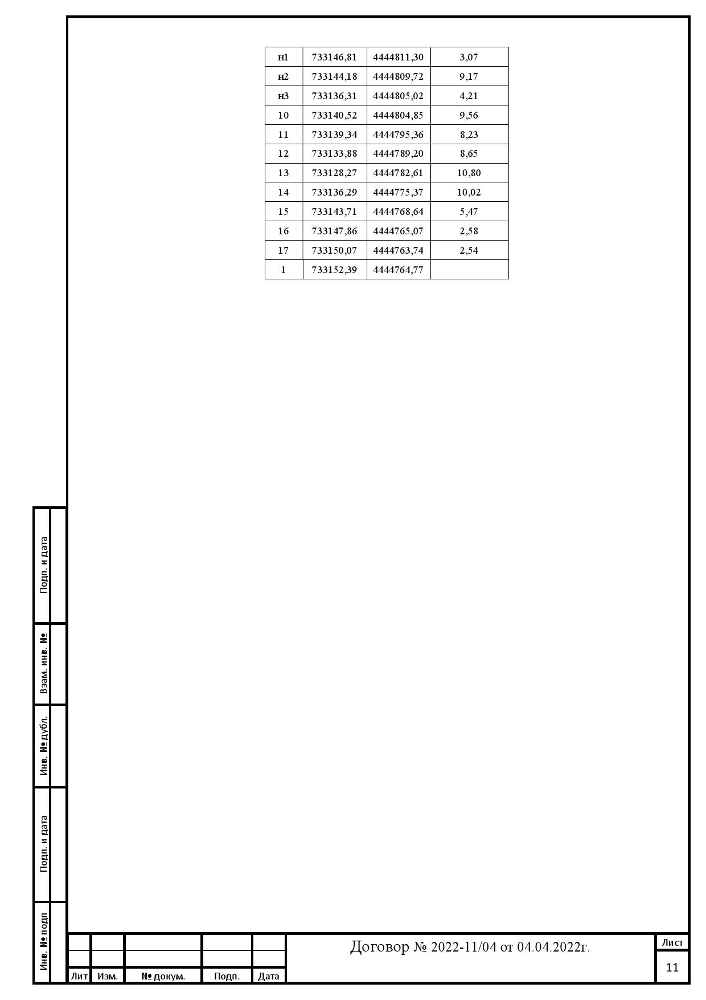 н1 733146,81 4444811,30 3,07
н2 733144,18 4444809,72 9,17
н3 733136,31 4444805,02 4,21
10 733140,52 4444804,85 9,56
11 733139,34 4444795,36 8,23
12 733133,88 4444789,20 8,65
13 733128,27 4444782,61 10,80
14 733136,29 4444775,37 10,02
15 733143,71 4444768,64 5,47
16 733147,86 4444765,07 2,58
17 733150,07 4444763,74 2,54
1 733152,39 4444764,77
Подп. и дата
Взам. инв. №
Инв. № дубл.
Подп. и дата
Инв. № подп
Договор № 2022-11/04 от 04.04.2022г.
Лист
11
Лит Изм. № докум. Подп. Дата